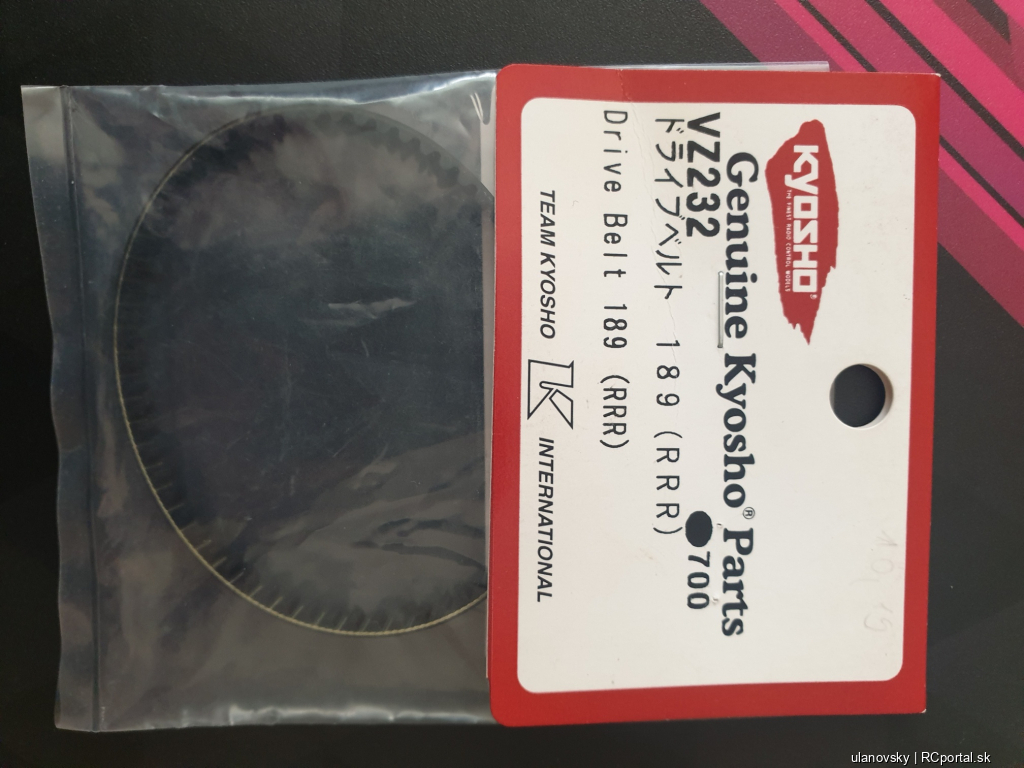 KYOSHO®
THE FINEST RADIO CONTROL MODELS
Genuine Kyosho® Parts
VZ232
●700
ドライブベルト 189 (RRR)
Drive Belt 189 (RRR)
TEAM KYOSHO K INTERNATIONAL
ulanovsky | RCportal.sk